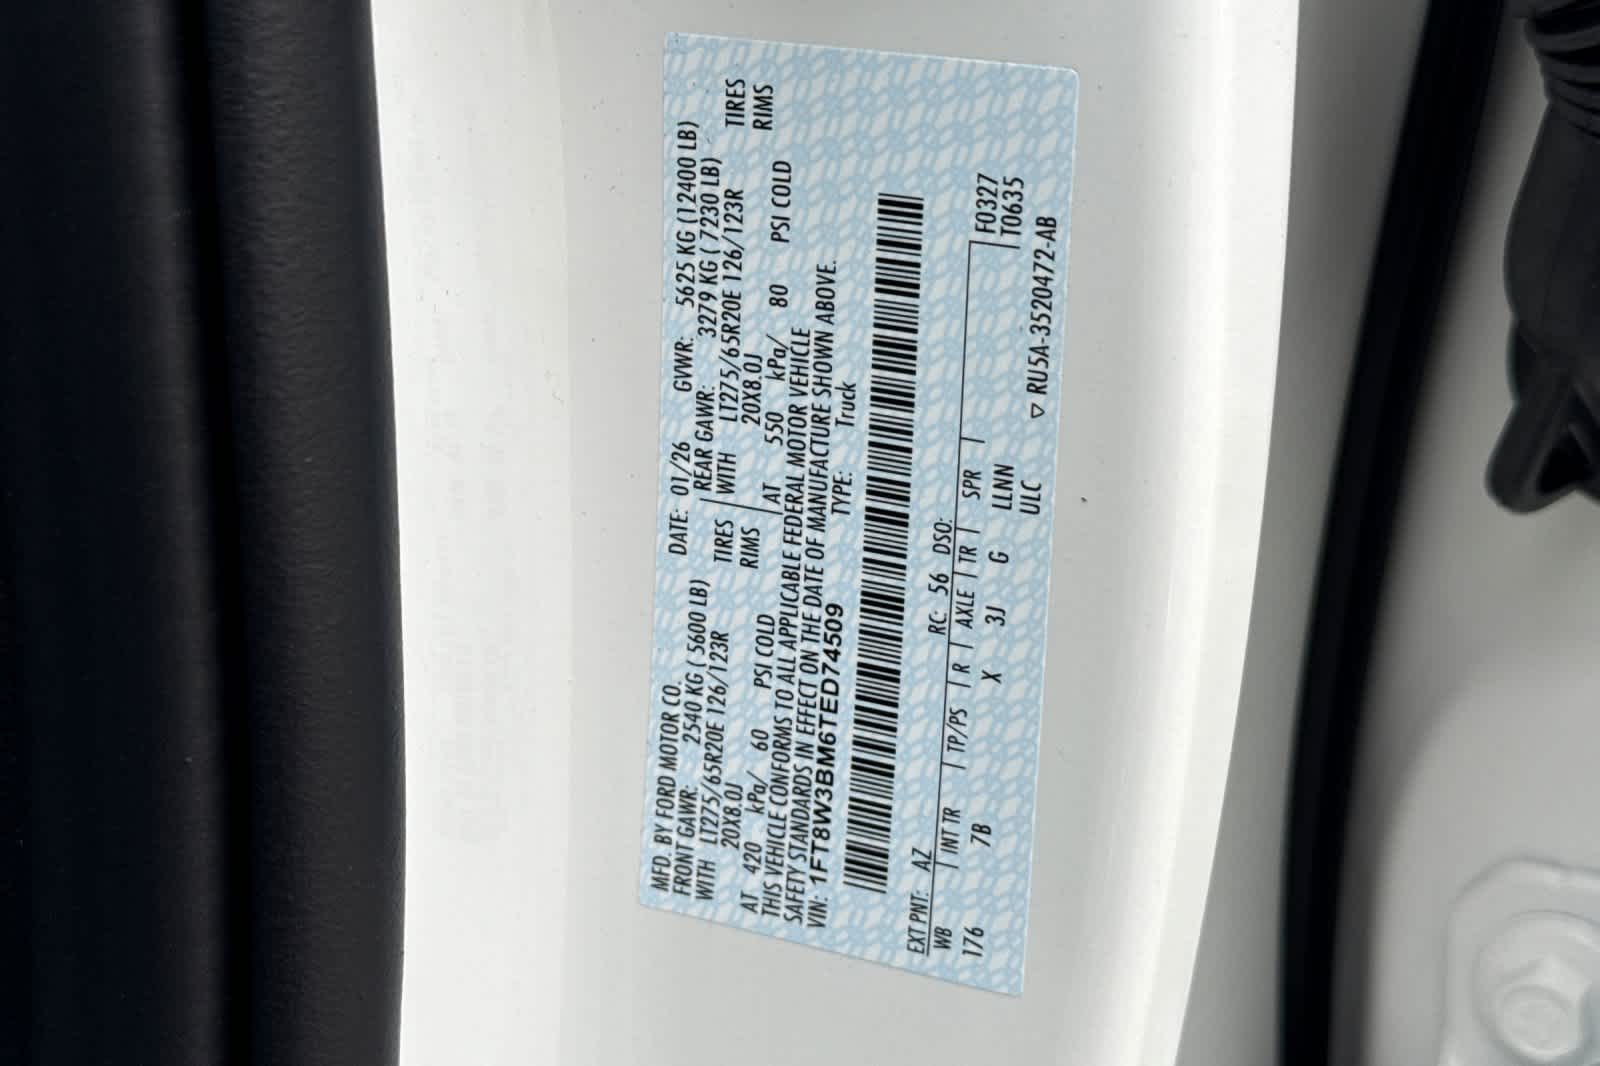 MFD. BY FORD MOTOR CO. DATE: 01/26 GVWR: 5625 KG (12400 LB)
FRONT GAWR: 2540 KG ( 5600 LB) REAR GAWR: 3279 KG ( 7230 LB)
WITH LT275/65R20E 126/123R TIRES WITH LT275/65R20E 126/123R TIRES
20X8.0J RIMS 20X8.0J RIMS
AT 420 kPa/ 60 PSI COLD AT 550 kPa/ 80 PSI COLD
THIS VEHICLE CONFORMS TO ALL APPLICABLE FEDERAL MOTOR VEHICLE
SAFETY STANDARDS IN EFFECT ON THE DATE OF MANUFACTURE SHOWN ABOVE.
VIN: 1FT8W3BM6TED74509 TYPE: Truck
EXT PNT: AZ RC: 56 DSO:
WB INT TR TP/PS R AXLE TR SPR F0327
176 7B X 3J G LLNN T0635
ULC ▽ RU5A-3520472-AB